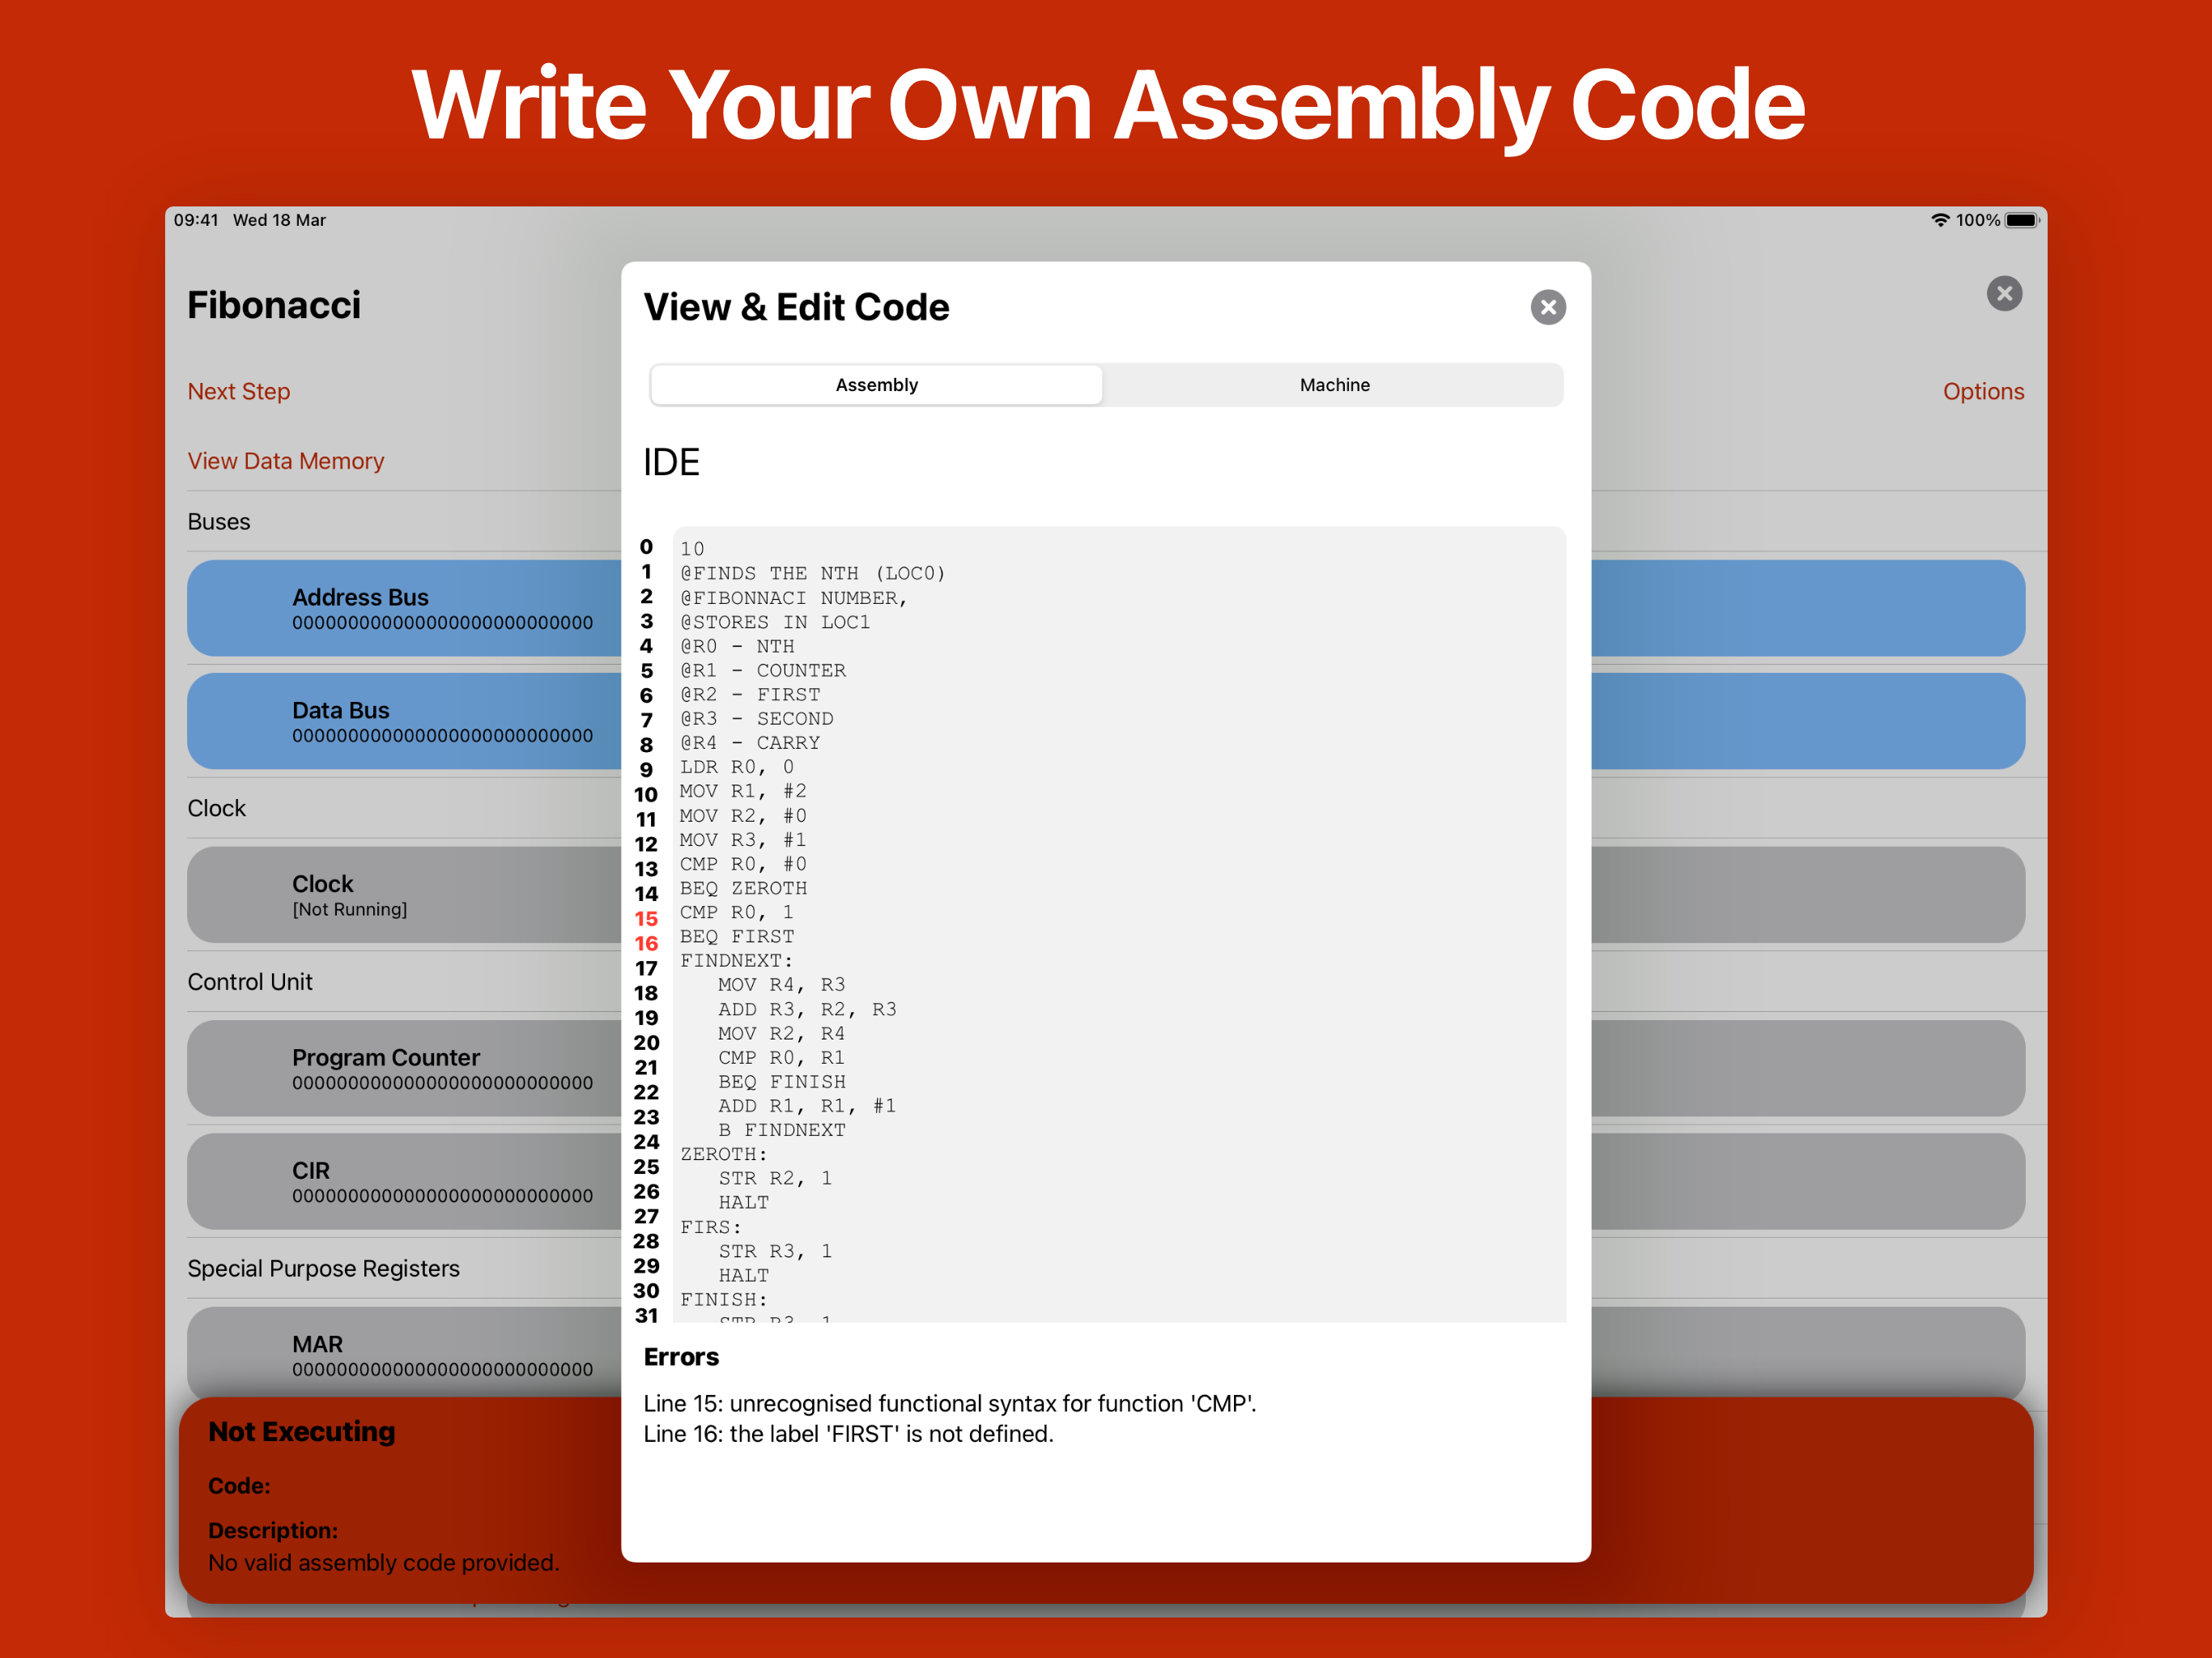 Write Your Own Assembly Code
09:41 Wed 18 Mar
100%
Fibonacci
Next Step
Options
View Data Memory
Buses
Address Bus
000000000000000000000000000
Data Bus
000000000000000000000000000
Clock
Clock
[Not Running]
Control Unit
Program Counter
000000000000000000000000000
CIR
000000000000000000000000000
Special Purpose Registers
MAR
000000000000000000000000000
Not Executing
Code:
Description:
No valid assembly code provided.
View & Edit Code
Assembly Machine
IDE
0 10
1 @FINDS THE NTH (LOC0)
2 @FIBONNACI NUMBER,
3 @STORES IN LOC1
4 @R0 - NTH
5 @R1 - COUNTER
6 @R2 - FIRST
7 @R3 - SECOND
8 @R4 - CARRY
9 LDR R0, 0
10 MOV R1, #2
11 MOV R2, #0
12 MOV R3, #1
13 CMP R0, #0
14 BEQ ZEROTH
15 CMP R0, 1
16 BEQ FIRST
17 FINDNEXT:
18 MOV R4, R3
19 ADD R3, R2, R3
20 MOV R2, R4
21 CMP R0, R1
22 BEQ FINISH
23 ADD R1, R1, #1
24 B FINDNEXT
25 ZEROTH:
26 STR R2, 1
27 HALT
28 FIRS:
29 STR R3, 1
30 HALT
31 FINISH:
STR R3, 1
Errors
Line 15: unrecognised functional syntax for function 'CMP'.
Line 16: the label 'FIRST' is not defined.